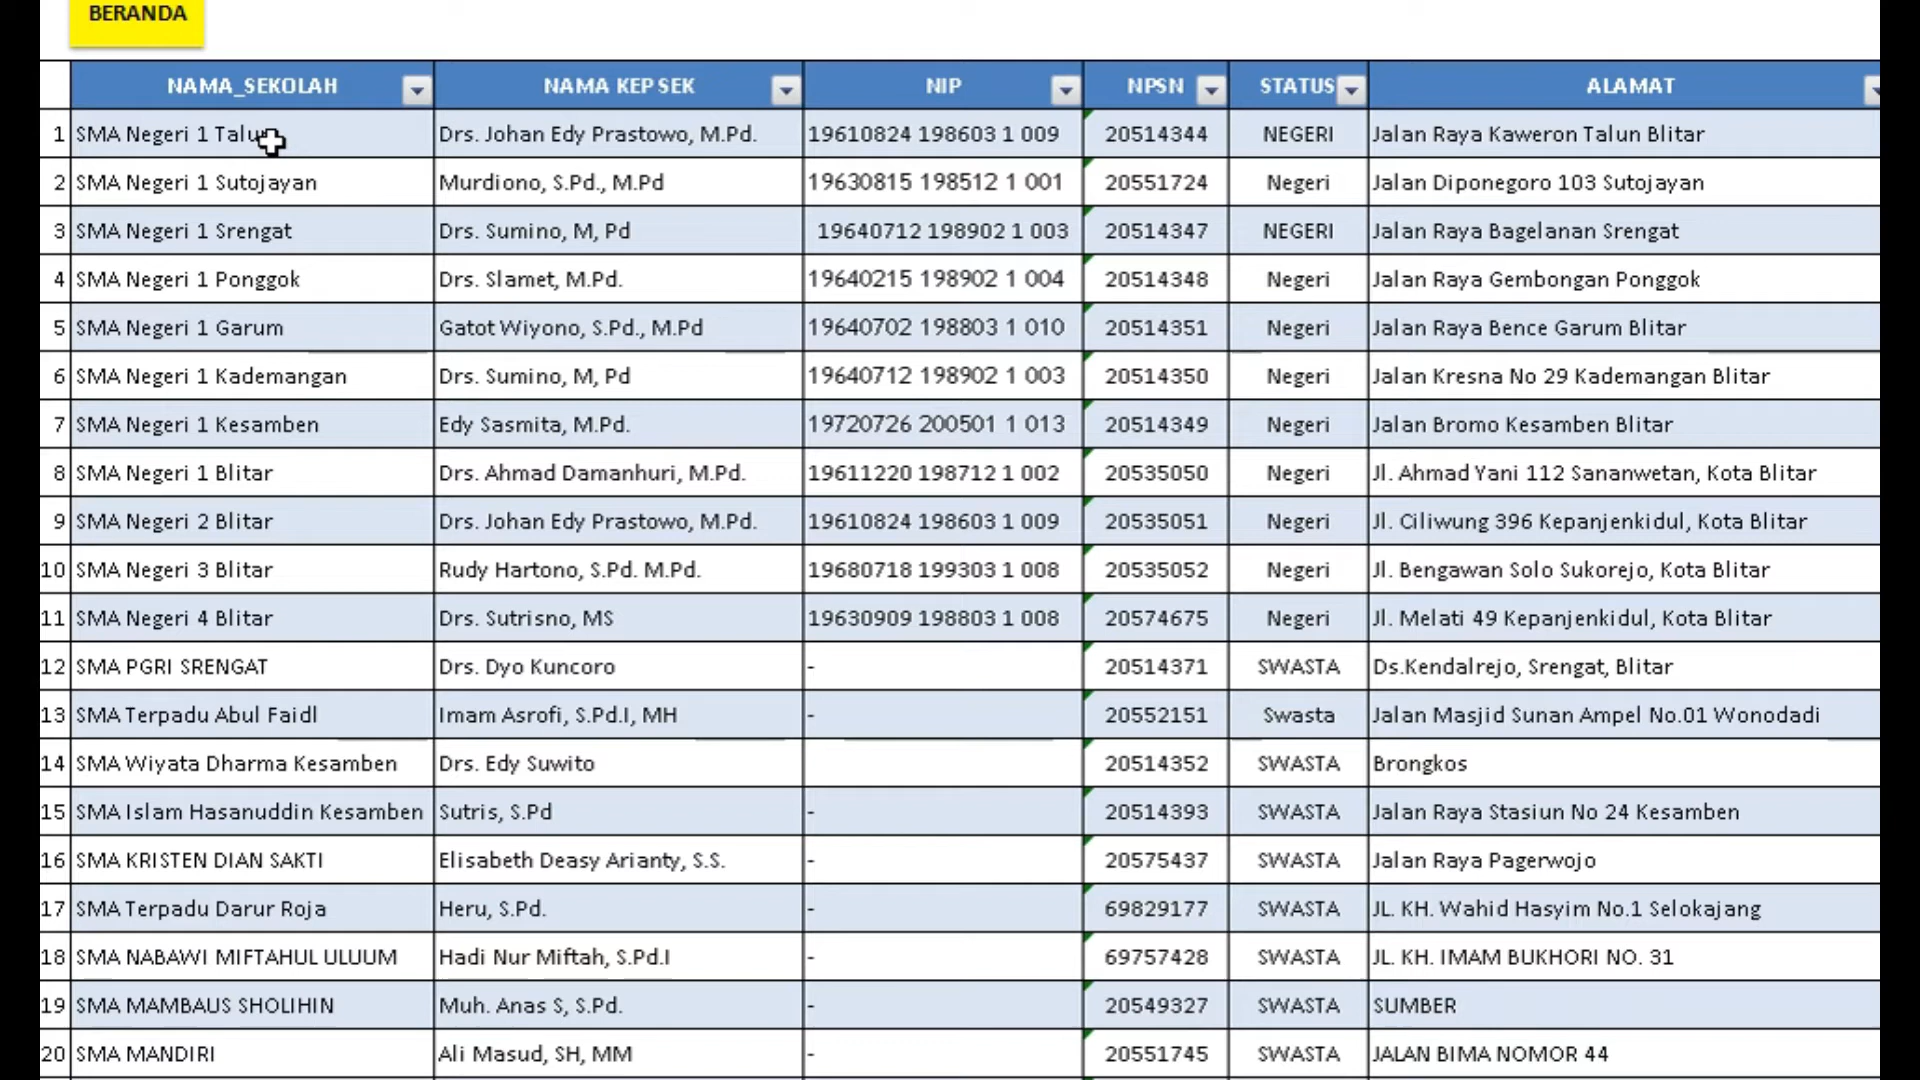 BERANDA
NAMA_SEKOLAH NAMA KEPSEK NIP NPSN STATUS ALAMAT
1 SMA Negeri 1 Talun Drs. Johan Edy Prastowo, M.Pd. 19610824 198603 1 009 20514344 NEGERI Jalan Raya Kaweron Talun Blitar
2 SMA Negeri 1 Sutojayan Murdiono, S.Pd., M.Pd 19630815 198512 1 001 20551724 Negeri Jalan Diponegoro 103 Sutojayan
3 SMA Negeri 1 Srengat Drs. Sumino, M, Pd 19640712 198902 1 003 20514347 NEGERI Jalan Raya Bagelanan Srengat
4 SMA Negeri 1 Ponggok Drs. Slamet, M.Pd. 19640215 198902 1 004 20514348 Negeri Jalan Raya Gembongan Ponggok
5 SMA Negeri 1 Garum Gatot Wiyono, S.Pd., M.Pd 19640702 198803 1 010 20514351 Negeri Jalan Raya Bence Garum Blitar
6 SMA Negeri 1 Kademangan Drs. Sumino, M, Pd 19640712 198902 1 003 20514350 Negeri Jalan Kresna No 29 Kademangan Blitar
7 SMA Negeri 1 Kesamben Edy Sasmita, M.Pd. 19720726 200501 1 013 20514349 Negeri Jalan Bromo Kesamben Blitar
8 SMA Negeri 1 Blitar Drs. Ahmad Damanhuri, M.Pd. 19611220 198712 1 002 20535050 Negeri Jl. Ahmad Yani 112 Sananwetan, Kota Blitar
9 SMA Negeri 2 Blitar Drs. Johan Edy Prastowo, M.Pd. 19610824 198603 1 009 20535051 Negeri Jl. Ciliwung 396 Kepanjenkidul, Kota Blitar
10 SMA Negeri 3 Blitar Rudy Hartono, S.Pd. M.Pd. 19680718 199303 1 008 20535052 Negeri Jl. Bengawan Solo Sukorejo, Kota Blitar
11 SMA Negeri 4 Blitar Drs. Sutrisno, MS 19630909 198803 1 008 20574675 Negeri Jl. Melati 49 Kepanjenkidul, Kota Blitar
12 SMA PGRI SRENGAT Drs. Dyo Kuncoro - 20514371 SWASTA Ds.Kendalrejo, Srengat, Blitar
13 SMA Terpadu Abul Faidl Imam Asrofi, S.Pd.I, MH - 20552151 Swasta Jalan Masjid Sunan Ampel No.01 Wonodadi
14 SMA Wiyata Dharma Kesamben Drs. Edy Suwito 20514352 SWASTA Brongkos
15 SMA Islam Hasanuddin Kesamben Sutris, S.Pd - 20514393 SWASTA Jalan Raya Stasiun No 24 Kesamben
16 SMA KRISTEN DIAN SAKTI Elisabeth Deasy Arianty, S.S. - 20575437 SWASTA Jalan Raya Pagerwojo
17 SMA Terpadu Darur Roja Heru, S.Pd. - 69829177 SWASTA JL. KH. Wahid Hasyim No.1 Selokajang
18 SMA NABAWI MIFTAHUL ULUUM Hadi Nur Miftah, S.Pd.I - 69757428 SWASTA JL. KH. IMAM BUKHORI NO. 31
19 SMA MAMBAUS SHOLIHIN Muh. Anas S, S.Pd. - 20549327 SWASTA SUMBER
20 SMA MANDIRI Ali Masud, SH, MM - 20551745 SWASTA JALAN BIMA NOMOR 44